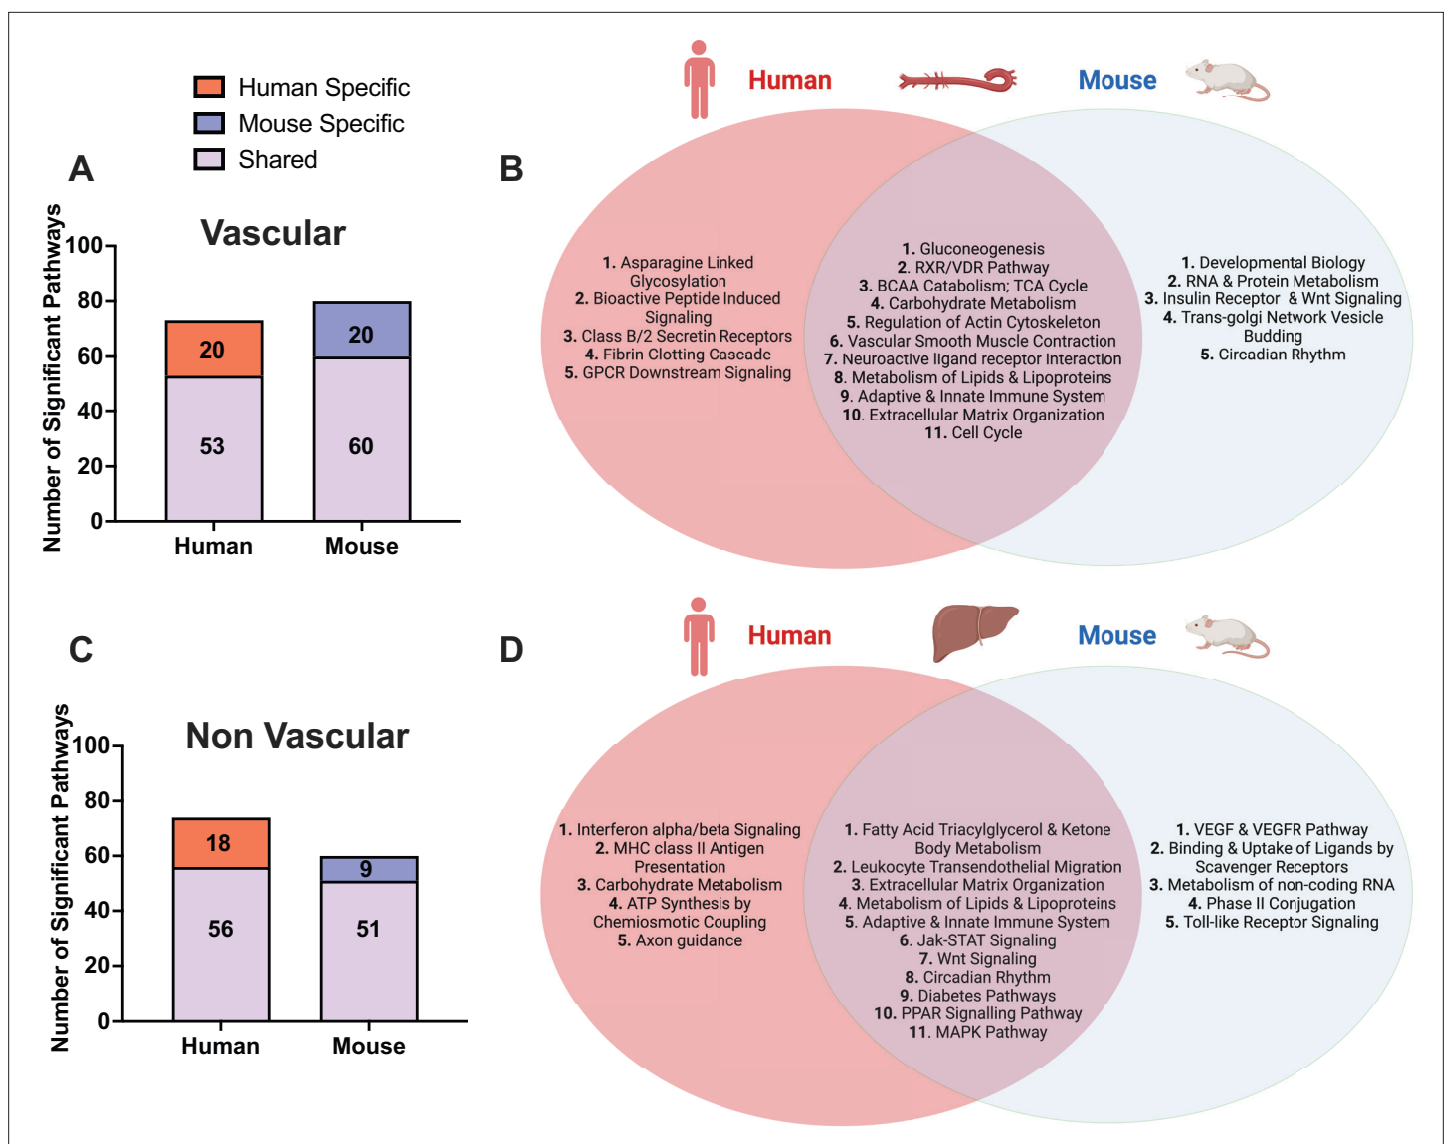 Human Specific
Mouse Specific
Shared
A
Vascular
Number of Significant Pathways
100
80
60
40
20
0
20
53
20
60
Human
Mouse
B
Human
Mouse
1. Asparagine Linked
Glycosylation
2. Bioactive Peptide Induced
Signaling
3. Class B/2 Secretin Receptors
4. Fibrin Clotting Cascade
5. GPCR Downstream Signaling
1. Gluconeogenesis
2. RXR/VDR Pathway
3. BCAA Catabolism; TCA Cycle
4. Carbohydrate Metabolism
5. Regulation of Actin Cytoskeleton
6. Vascular Smooth Muscle Contraction
7. Neuroactive ligand receptor Interaction
8. Metabolism of Lipids & Lipoproteins
9. Adaptive & Innate Immune System
10. Extracellular Matrix Organization
11. Cell Cycle
1. Developmental Biology
2. RNA & Protein Metabolism
3. Insulin Receptor & Wnt Signaling
4. Trans-golgi Network Vesicle
Budding
5. Circadian Rhythm
C
Non Vascular
Number of Significant Pathways
100
80
60
40
20
0
18
56
9
51
Human
Mouse
D
Human
Mouse
1. Interferon alpha/beta Signaling
2. MHC class II Antigen
Presentation
3. Carbohydrate Metabolism
4. ATP Synthesis by
Chemiosmotic Coupling
5. Axon guidance
1. Fatty Acid Triacylglycerol & Ketone
Body Metabolism
2. Leukocyte Transendothelial Migration
3. Extracellular Matrix Organization
4. Metabolism of Lipids & Lipoproteins
5. Adaptive & Innate Immune System
6. Jak-STAT Signaling
7. Wnt Signaling
8. Circadian Rhythm
9. Diabetes Pathways
10. PPAR Signalling Pathway
11. MAPK Pathway
1. VEGF & VEGFR Pathway
2. Binding & Uptake of Ligands by
Scavenger Receptors
3. Metabolism of non-coding RNA
4. Phase II Conjugation
5. Toll-like Receptor Signaling